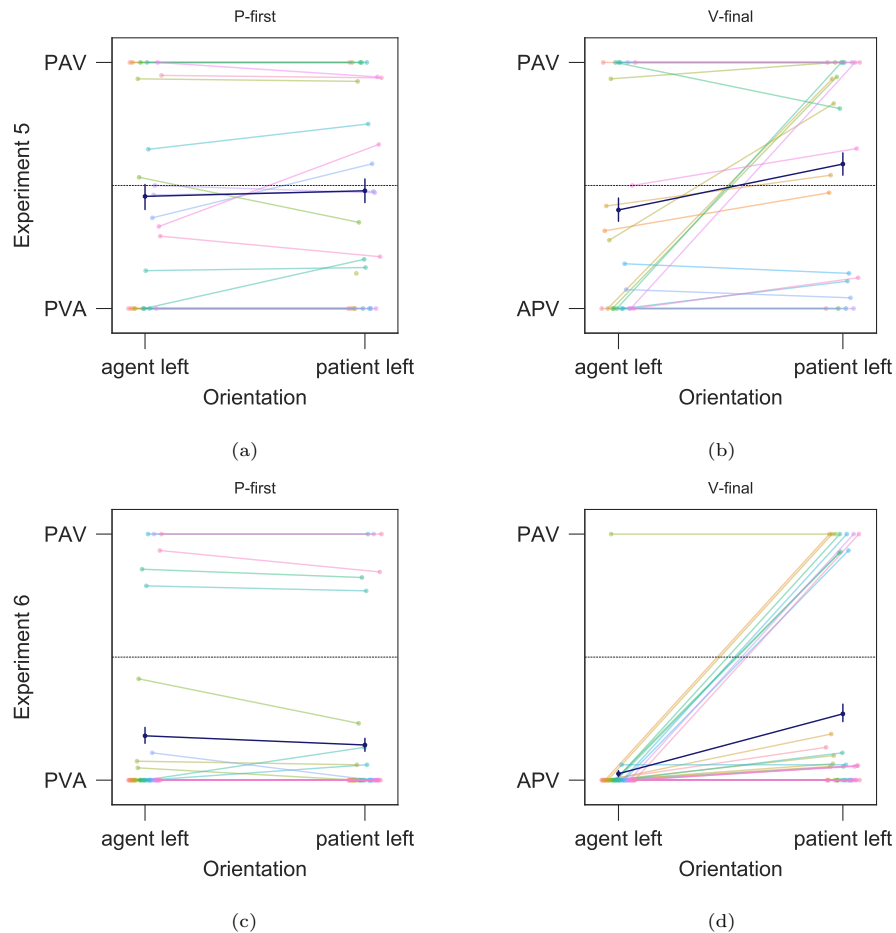 P-first
V-final
PAV
PAV
Experiment 5
PVA
APV
agent left
patient left
agent left
patient left
Orientation
Orientation
(a)
(b)
P-first
V-final
PAV
PAV
Experiment 6
PVA
APV
agent left
patient left
agent left
patient left
Orientation
Orientation
(c)
(d)